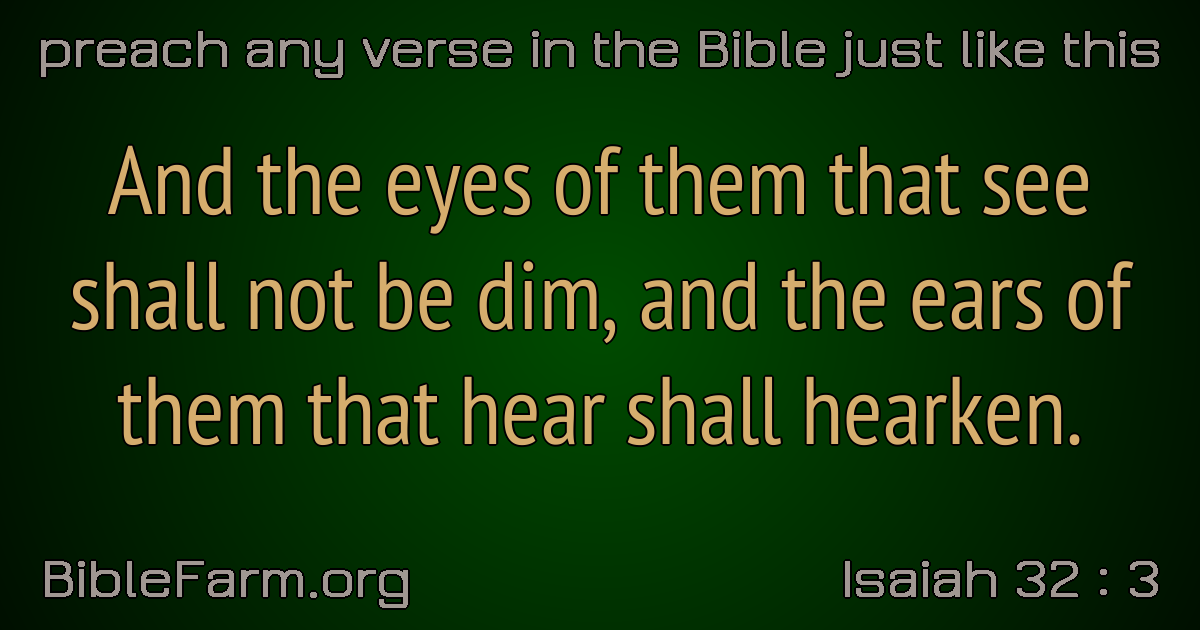 preach any verse in the Bible just like this
And the eyes of them that see
shall not be dim, and the ears of
them that hear shall hearken.
BibleFarm.org
Isaiah 32 : 3